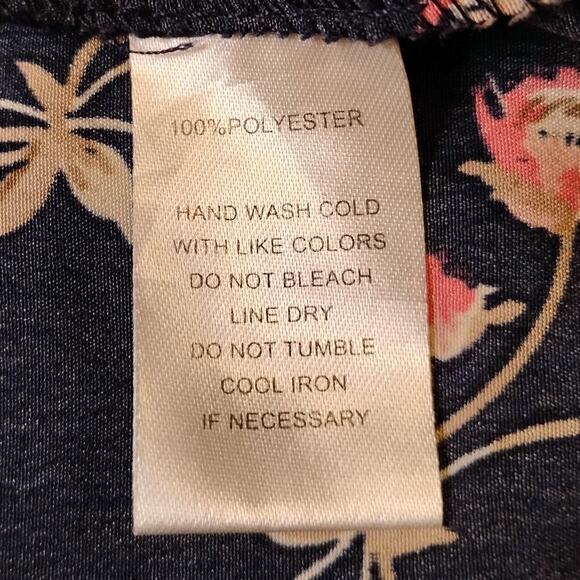 100%POLYESTER
HAND WASH COLD
WITH LIKE COLORS
DO NOT BLEACH
LINE DRY
DO NOT TUMBLE
COOL IRON
IF NECESSARY